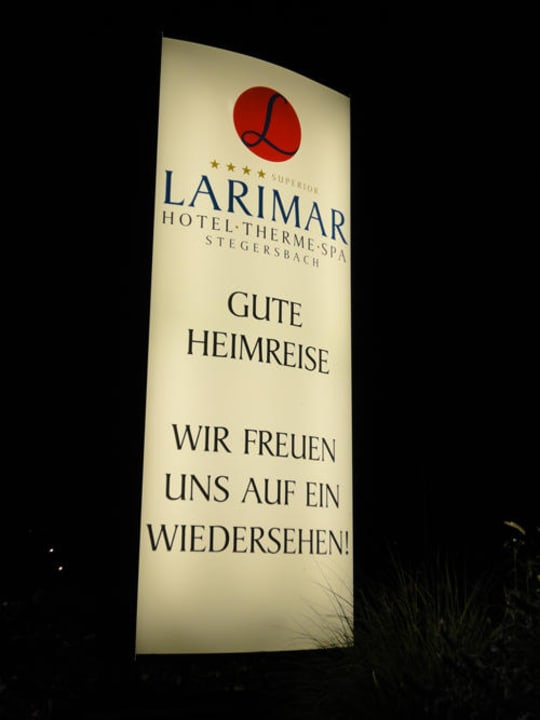 L
SUPERIOR
LARIMAR
HOTEL·THERME·SPA
STEGERSBACH
GUTE
HEIMREISE
WIR FREUEN
UNS AUF EIN
WIEDERSEHEN!